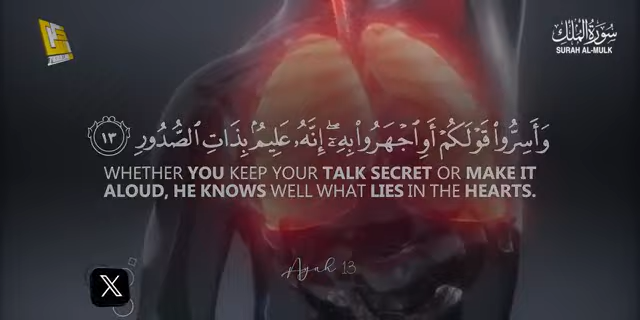 سُورَةُ المُلْكِ
SURAH AL-MULK
وَأَسِرُّوا۟ قَوْلَكُمْ أَوِ ٱجْهَرُوا۟ بِهِۦٓ ۖ إِنَّهُۥ عَلِيمٌۢ بِذَاتِ ٱلصُّدُورِ ١٣
WHETHER YOU KEEP YOUR TALK SECRET OR MAKE IT
ALOUD, HE KNOWS WELL WHAT LIES IN THE HEARTS.
Ayah 13
X